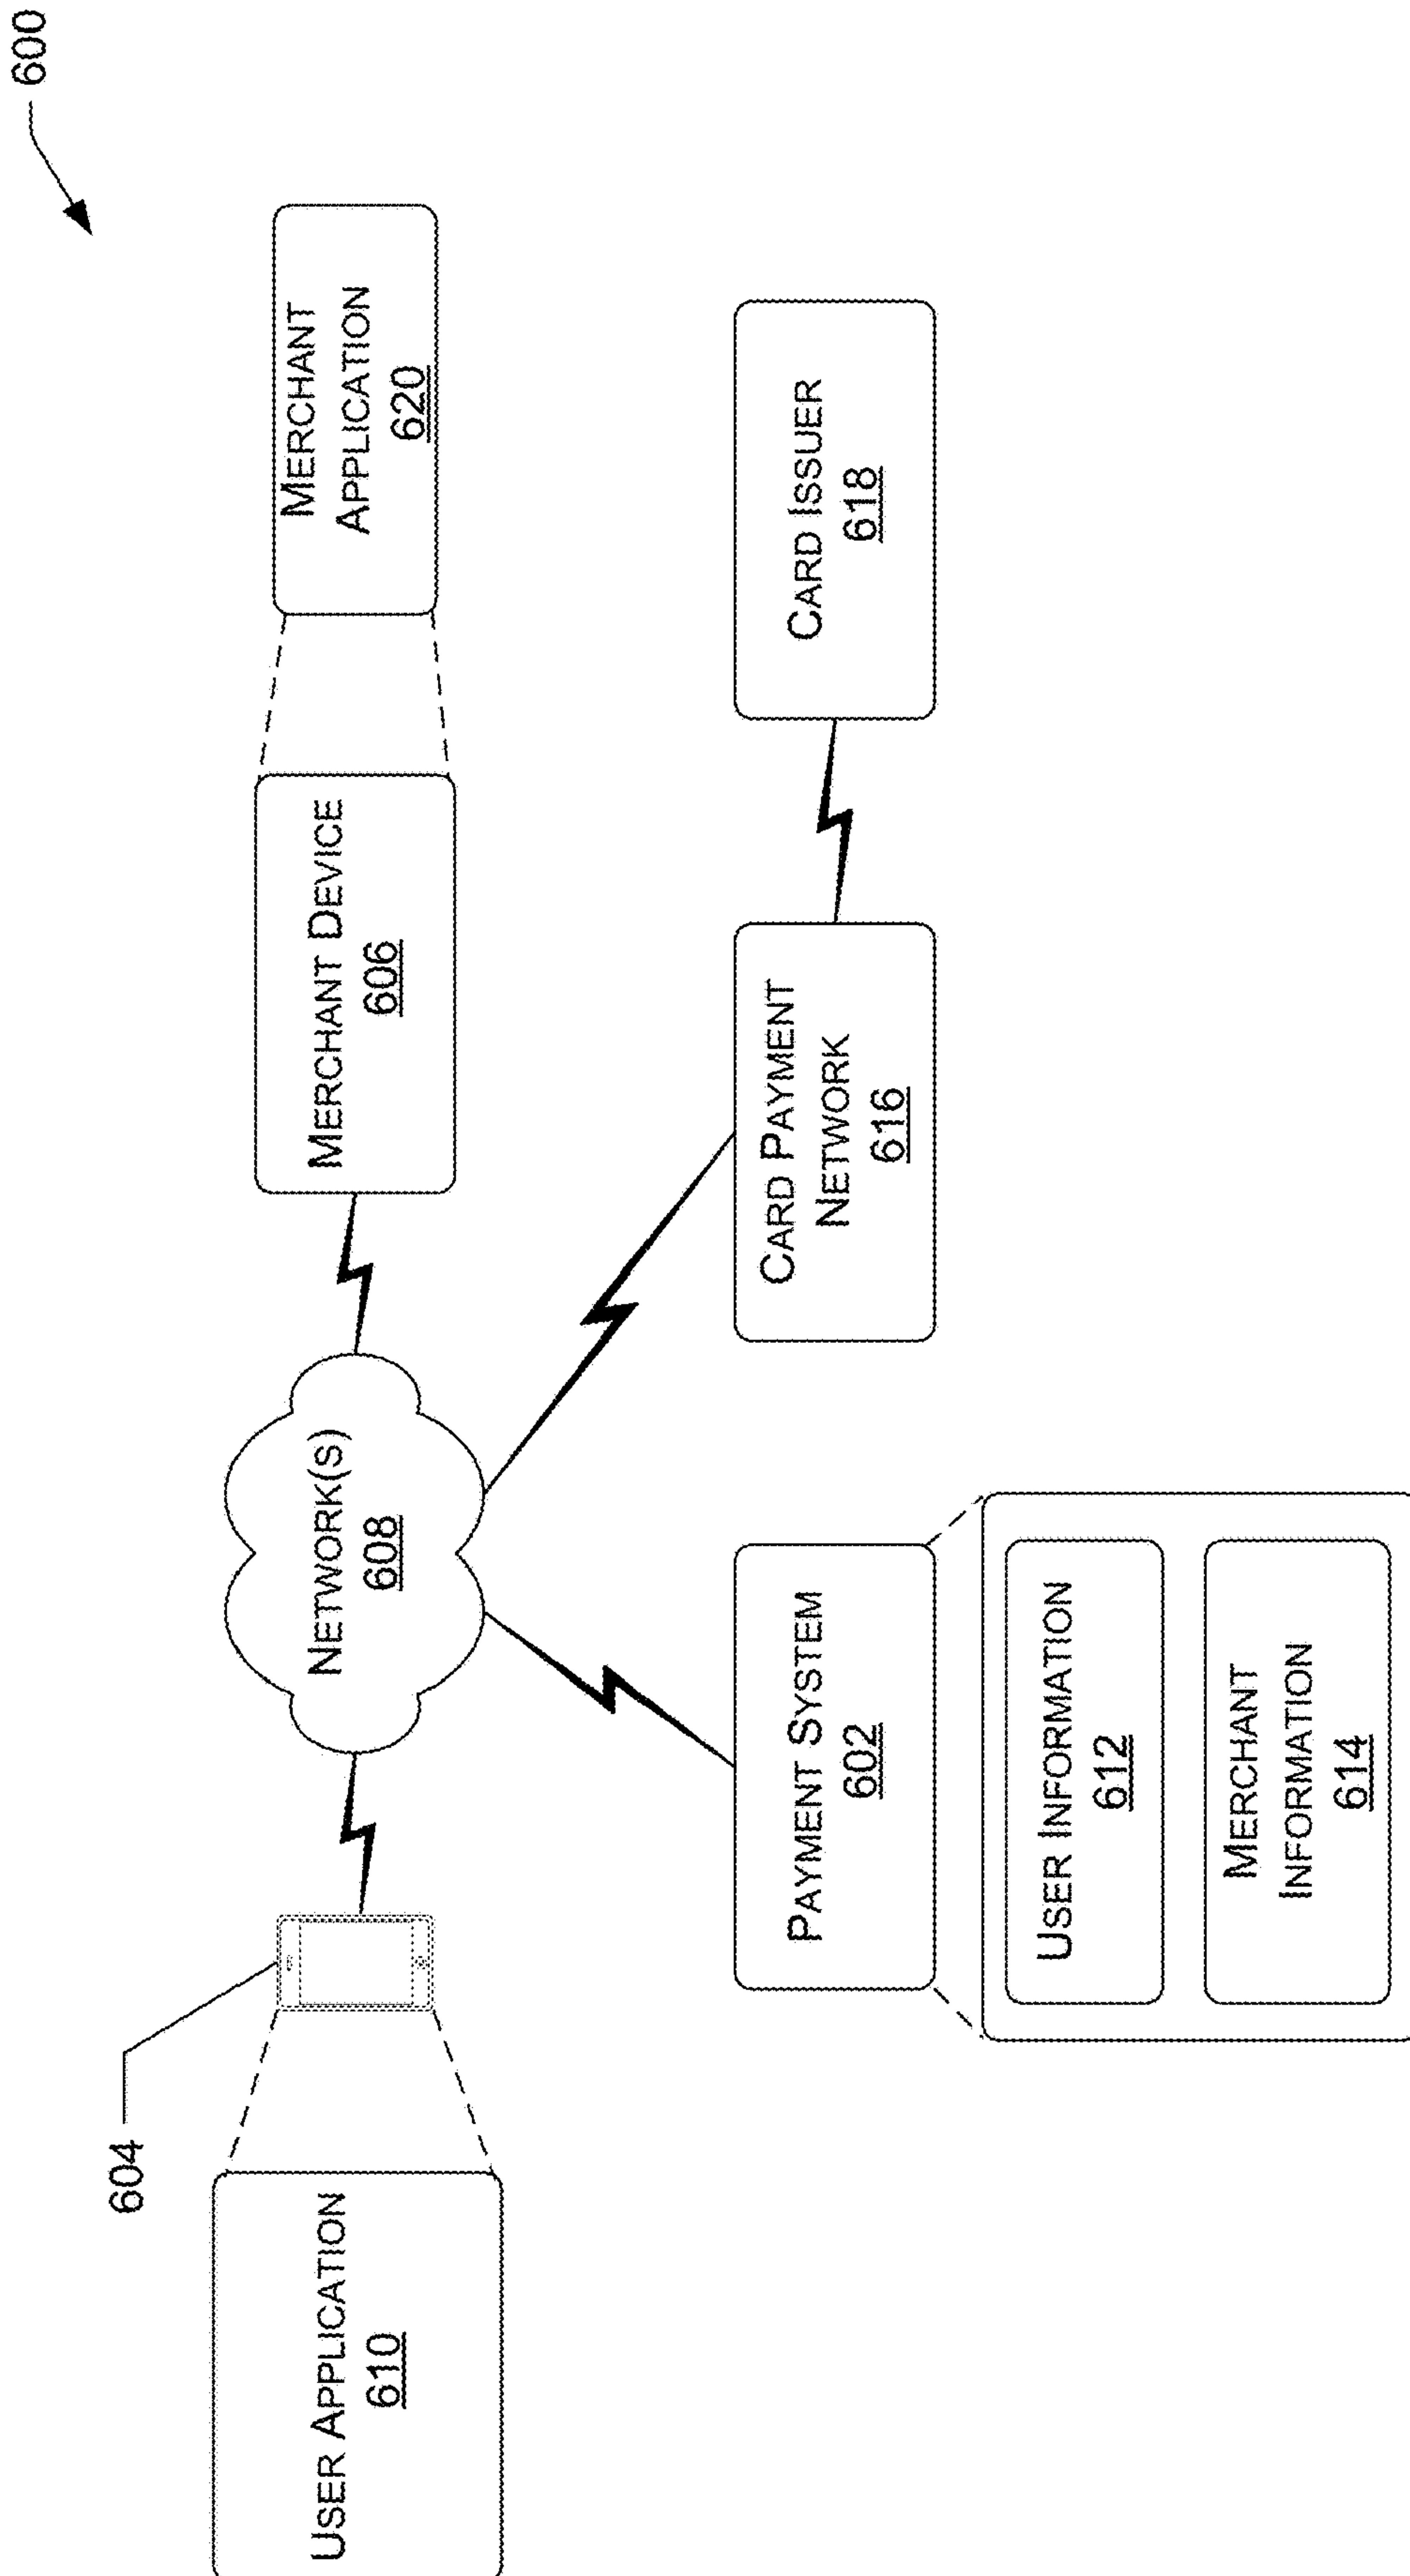 600
604
USER APPLICATION
610
NETWORK(S)
608
MERCHANT DEVICE
606
MERCHANT
APPLICATION
620
PAYMENT SYSTEM
602
CARD PAYMENT
NETWORK
616
CARD ISSUER
618
USER INFORMATION
612
MERCHANT
INFORMATION
614